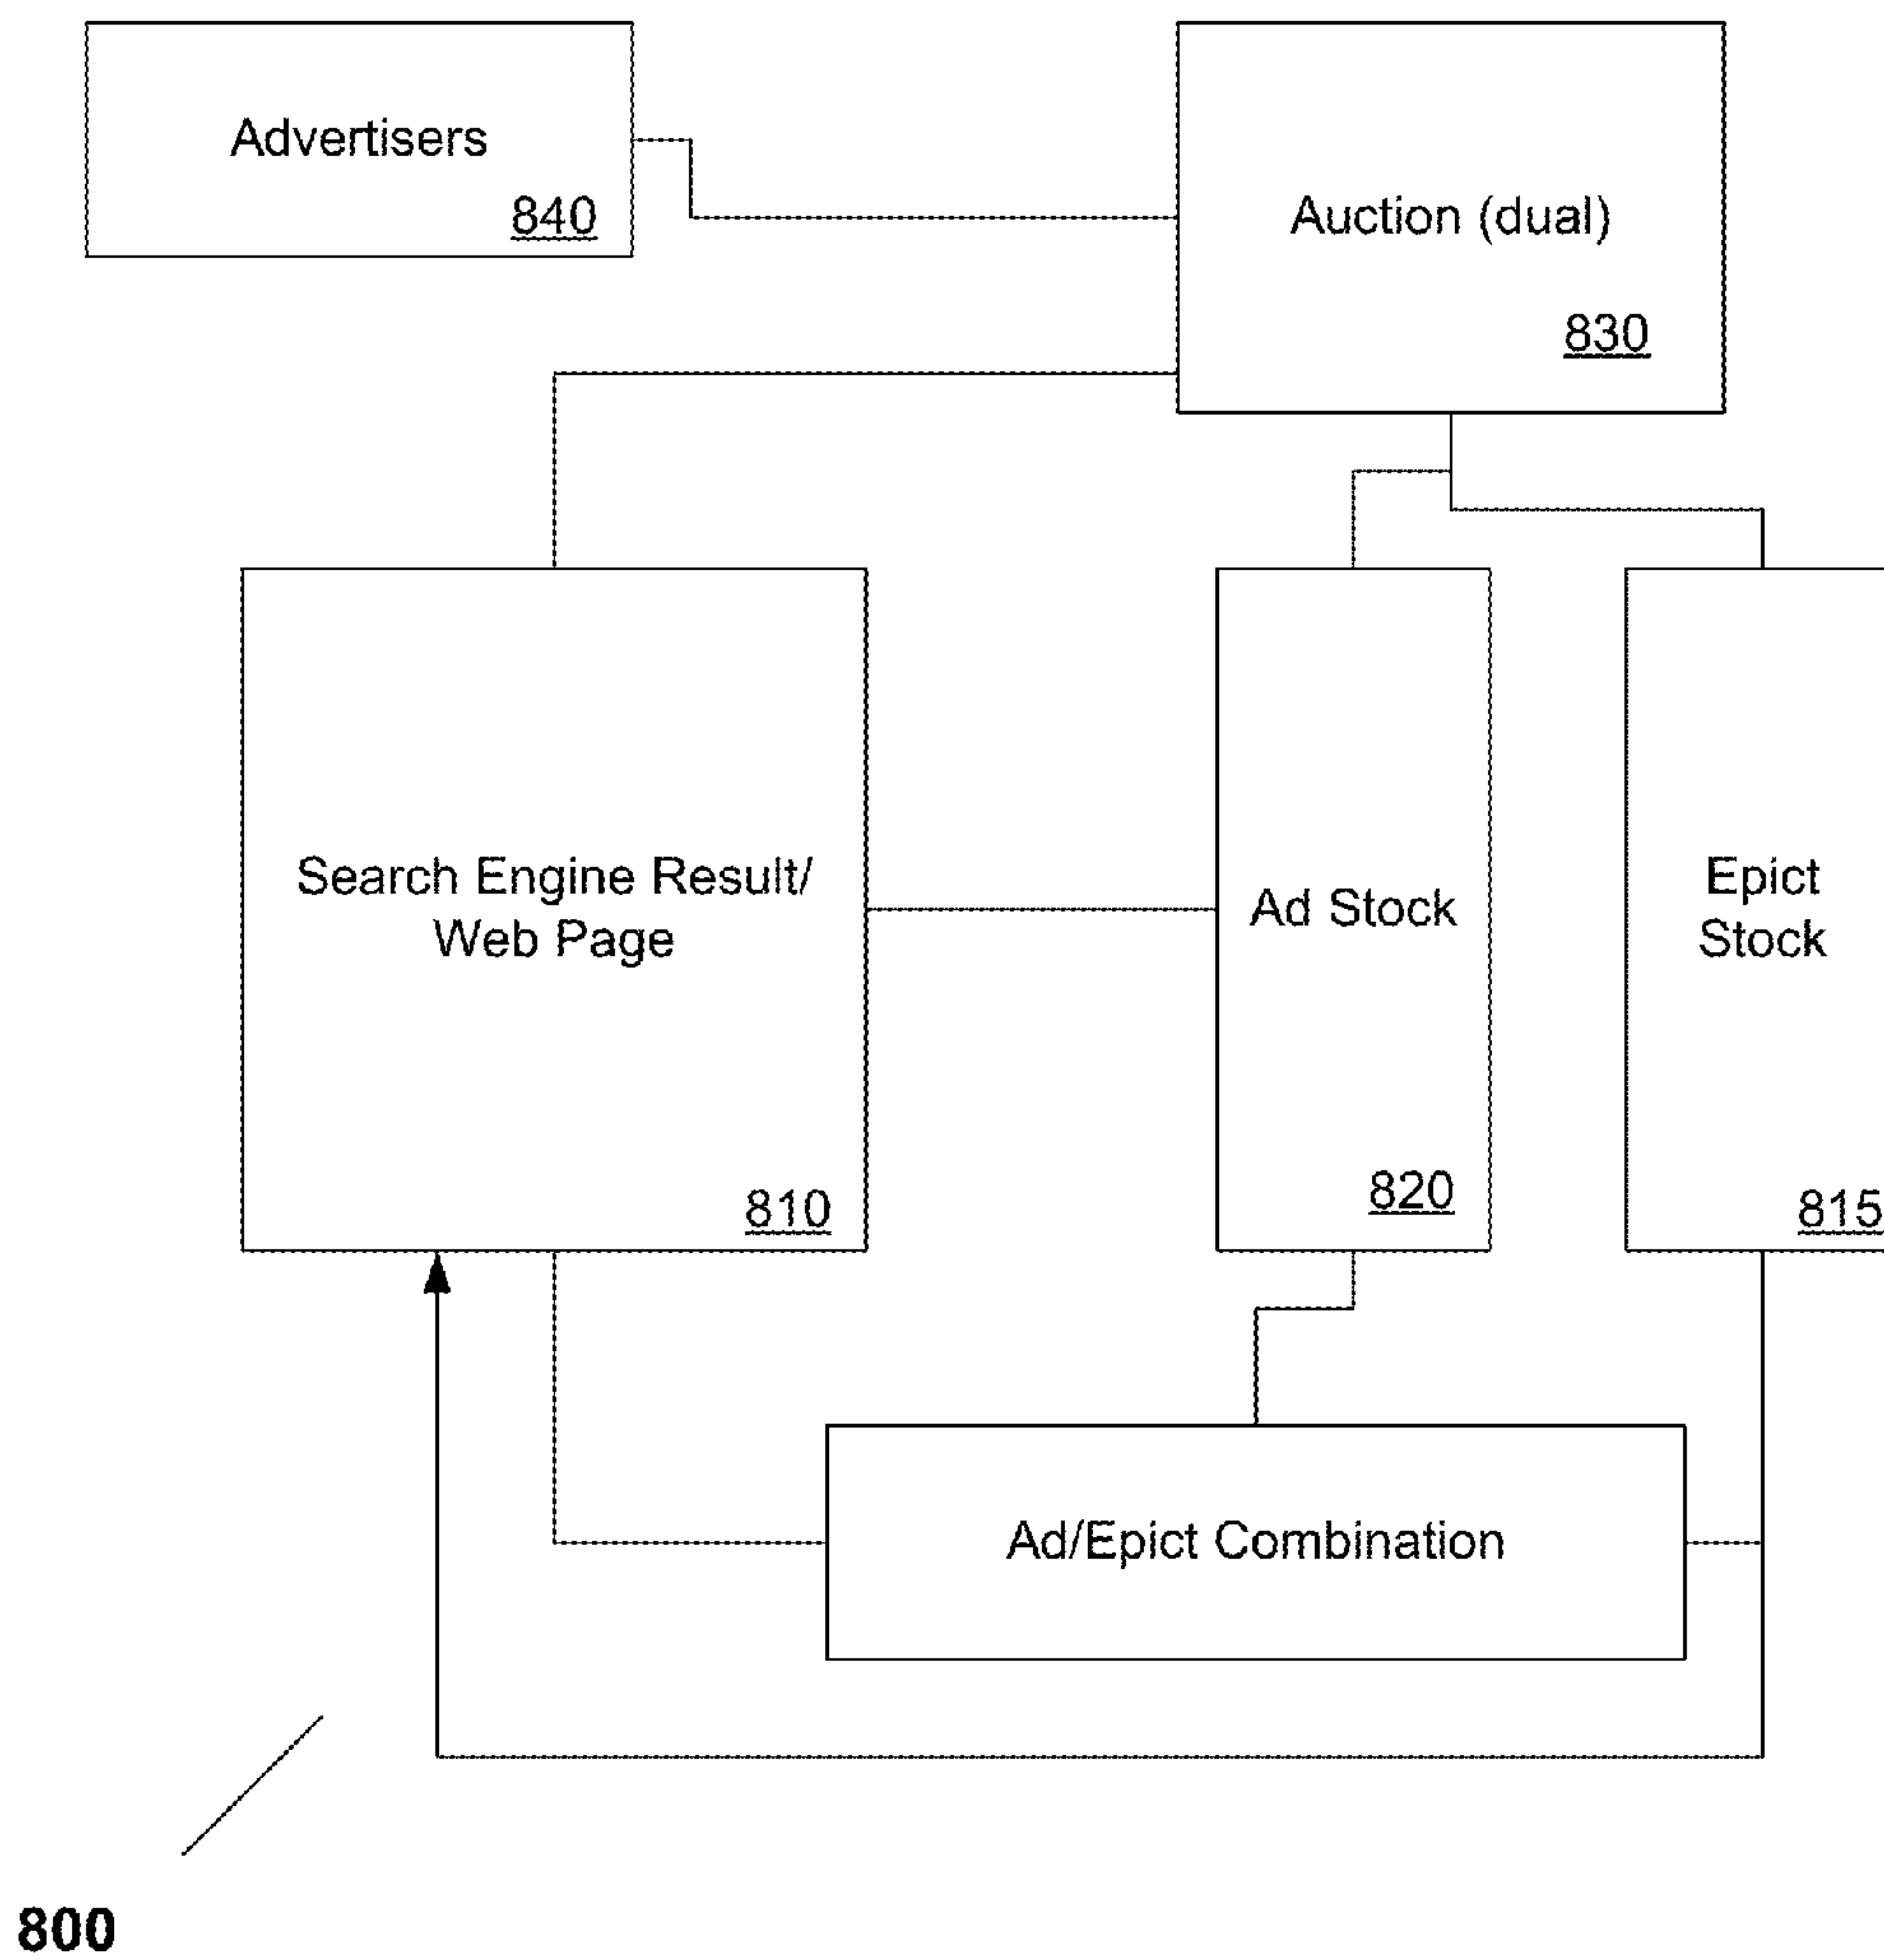 Advertisers
840
Auction (dual)
830
Search Engine Result/
Web Page
810
Ad Stock
820
Epict
Stock
815
Ad/Epict Combination
800